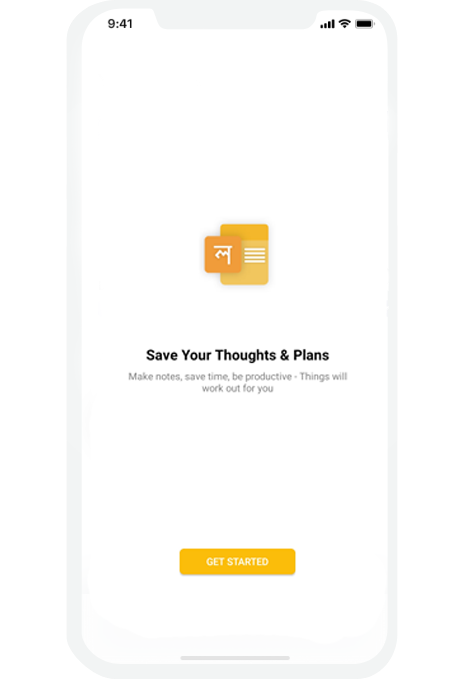 9:41
ल
Save Your Thoughts & Plans
Make notes, save time, be productive - Things will
work out for you
GET STARTED